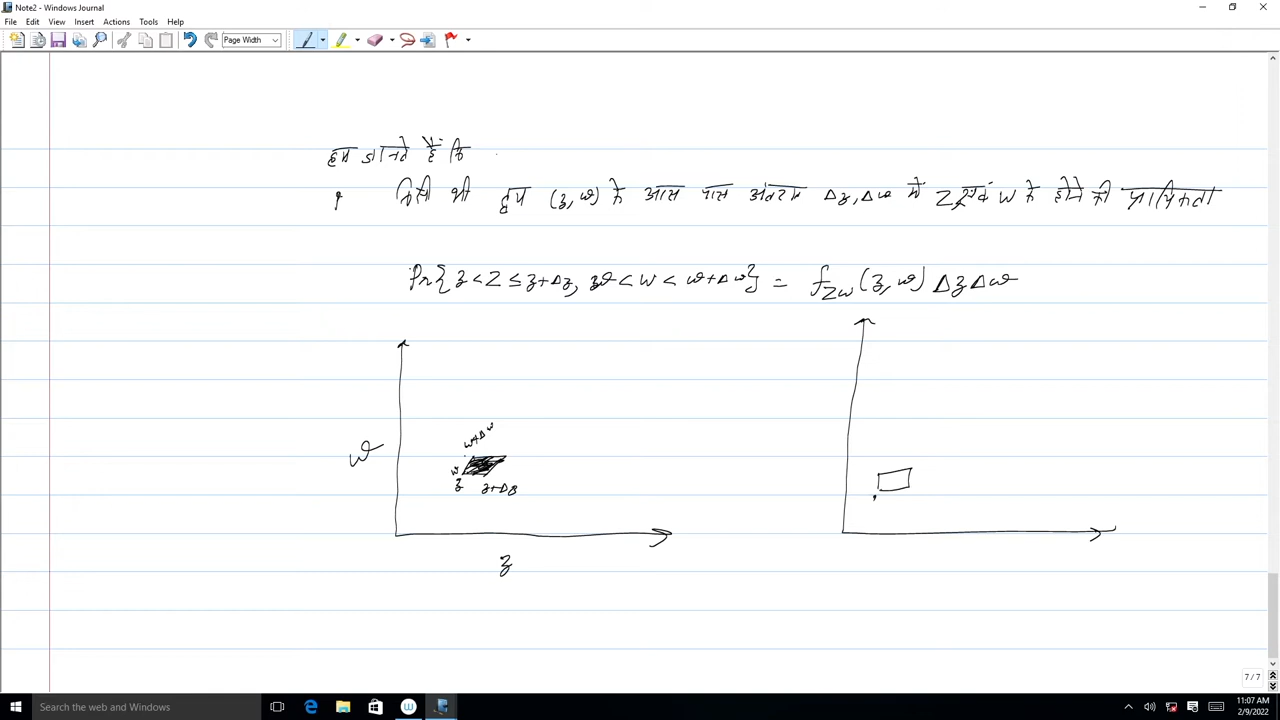 Note2 - Windows Journal
File Edit View Insert Actions Tools Help
Page Width
हम जानते हैं कि
किसी भी (z, w) के आस पास अंतराल Δz, Δw में Z एवं W के होने की प्रायिकता
Pr{z < Z ≤ z+Δz, w < W < w+Δw} = f_ZW (z, w) Δz Δw
w+Δw
w
w
z z+Δz
z
7 / 7
Search the web and Windows
11:07 AM
2/9/2022